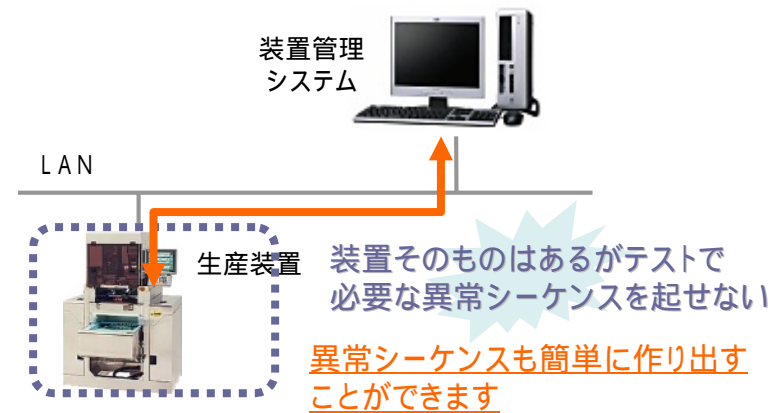 装置管理
システム
LAN
生産装置
装置そのものはあるがテストで
必要な異常シーケンスを起せない
異常シーケンスも簡単に作り出す
ことができます